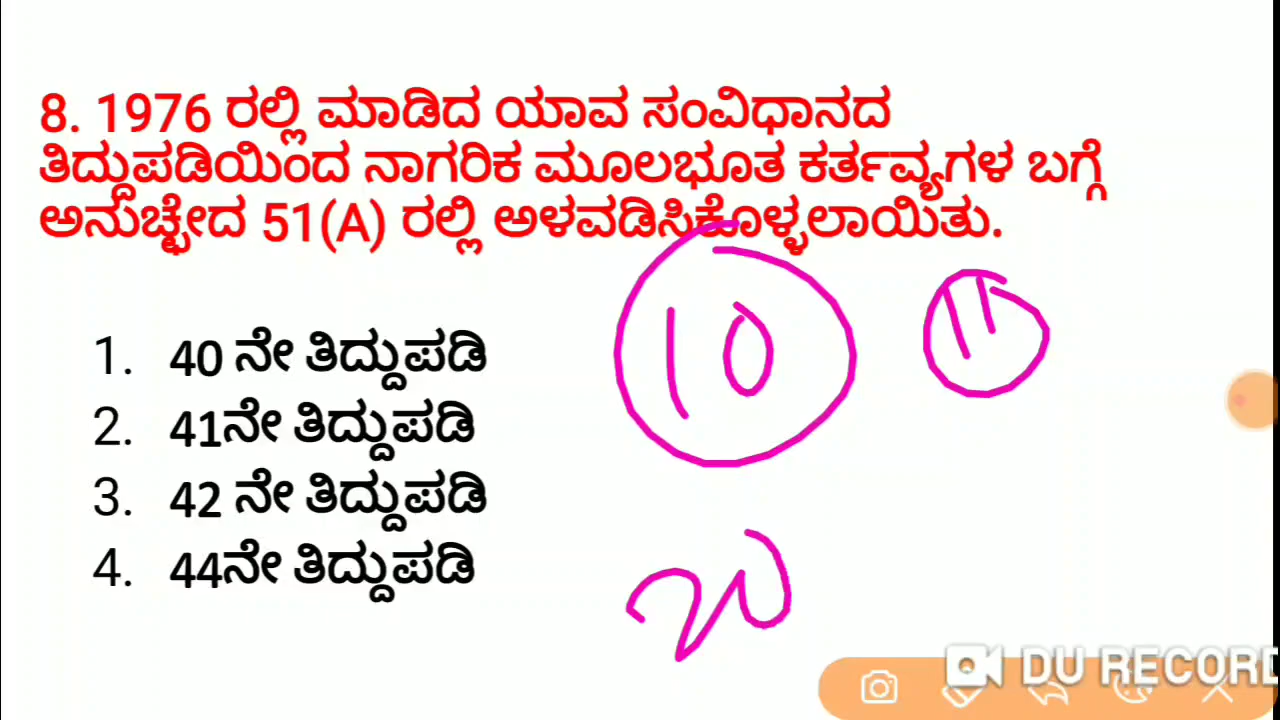 8. 1976 ರಲ್ಲಿ ಮಾಡಿದ ಯಾವ ಸಂವಿಧಾನದ
ತಿದ್ದುಪಡಿಯಿಂದ ನಾಗರಿಕ ಮೂಲಭೂತ ಕರ್ತವ್ಯಗಳ ಬಗ್ಗೆ
ಅನುಚ್ಛೇದ 51(A) ರಲ್ಲಿ ಅಳವಡಿಸಿಕೊಳ್ಳಲಾಯಿತು.
10
11
1. 40 ನೇ ತಿದ್ದುಪಡಿ
2. 41ನೇ ತಿದ್ದುಪಡಿ
3. 42 ನೇ ತಿದ್ದುಪಡಿ
4. 44ನೇ ತಿದ್ದುಪಡಿ
DU RECORD